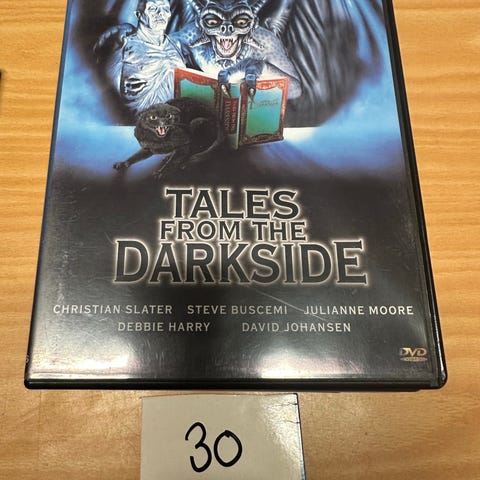 TALES
FROM THE
DARKSIDE
CHRISTIAN SLATER STEVE BUSCEMI JULIANNE MOORE
DEBBIE HARRY DAVID JOHANSEN
DVD
30